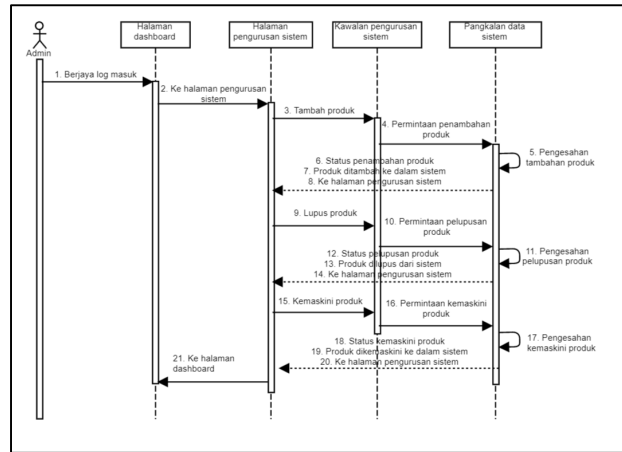 Admin
Halaman
dashboard
Halaman
pengurusan sistem
Kawalan pengurusan
sistem
Pangkalan data
sistem
1. Berjaya log masuk
2. Ke halaman pengurusan
sistem
3. Tambah produk
4. Permintaan penambahan
produk
5. Pengesahan
tambahan produk
6. Status penambahan produk
7. Produk ditambah ke dalam sistem
8. Ke halaman pengurusan sistem
9. Lupus produk
10. Permintaan pelupusan
produk
11. Pengesahan
pelupusan produk
12. Status pelupusan produk
13. Produk dilupus dari sistem
14. Ke halaman pengurusan sistem
15. Kemaskini produk
16. Permintaan kemaskini
produk
17. Pengesahan
kemaskini produk
18. Status kemaskini produk
19. Produk dikemaskini ke dalam sistem
20. Ke halaman pengurusan sistem
21. Ke halaman
dashboard